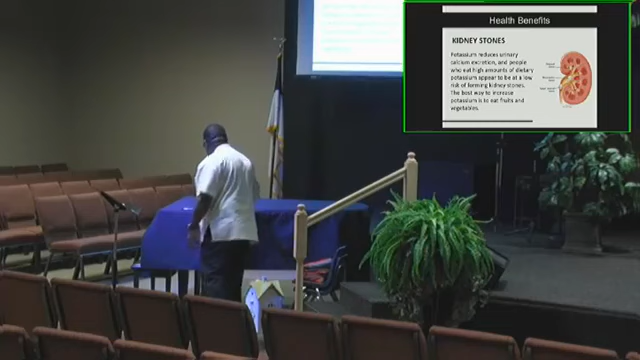 Health Benefits
KIDNEY STONES
Potassium reduces urinary
calcium excretion, and people
who eat high amounts of dietary
potassium appear to be at a low
risk of forming kidney stones.
The best way to increase
potassium is to eat fruits and
vegetables.